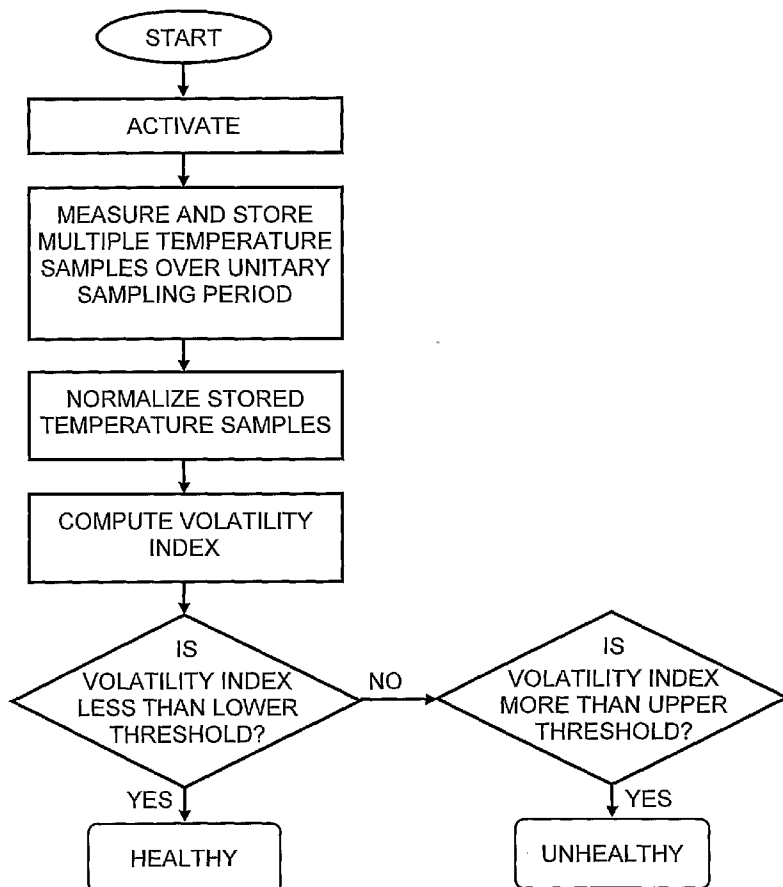 START
ACTIVATE
MEASURE AND STORE
MULTIPLE TEMPERATURE
SAMPLES OVER UNITARY
SAMPLING PERIOD
NORMALIZE STORED
TEMPERATURE SAMPLES
COMPUTE VOLATILITY
INDEX
IS
VOLATILITY INDEX
LESS THAN LOWER
THRESHOLD?
NO
IS
VOLATILITY INDEX
MORE THAN UPPER
THRESHOLD?
YES
HEALTHY
YES
UNHEALTHY